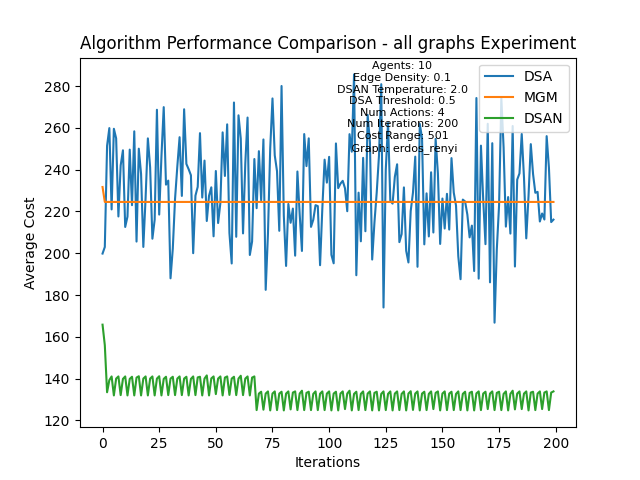 Algorithm Performance Comparison - all graphs Experiment
Agents: 10
Edge Density: 0.1
DSAN Temperature: 2.0
DSA Threshold: 0.5
Num Actions: 4
Num Iterations: 200
Cost Range: 501
Graph: erdos_renyi
DSA
MGM
DSAN
Average Cost
280
260
240
220
200
180
160
140
120
0 25 50 75 100 125 150 175 200
Iterations